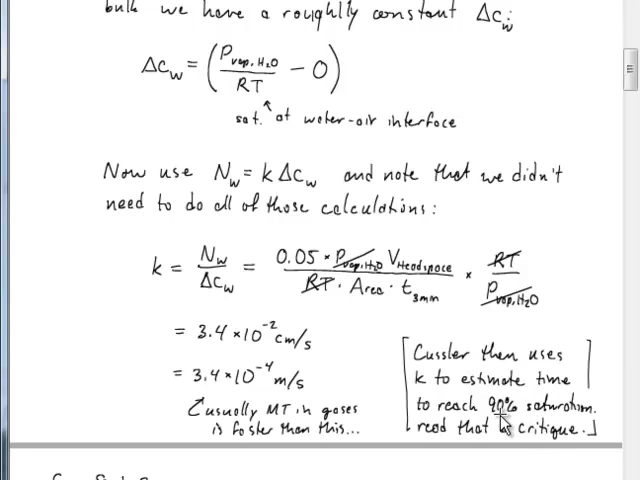 bulk we have a roughly constant Δc_w
Δc_w = (P_vap,H₂O / RT − 0)
sat. at water-air interface
Now use N_w = k Δc_w and note that we didn't
need to do all of those calculations:
k = N_w / Δc_w = 0.05 * P_vap,H₂O V_Headspace / RT · Area · t_3min * RT / P_vap,H₂O
= 3.4 * 10⁻² cm/s
= 3.4 * 10⁻⁴ m/s
usually MT in gases
is faster than this...
[Cussler then uses
k to estimate time
to reach 90% saturation.
read that & critique.]